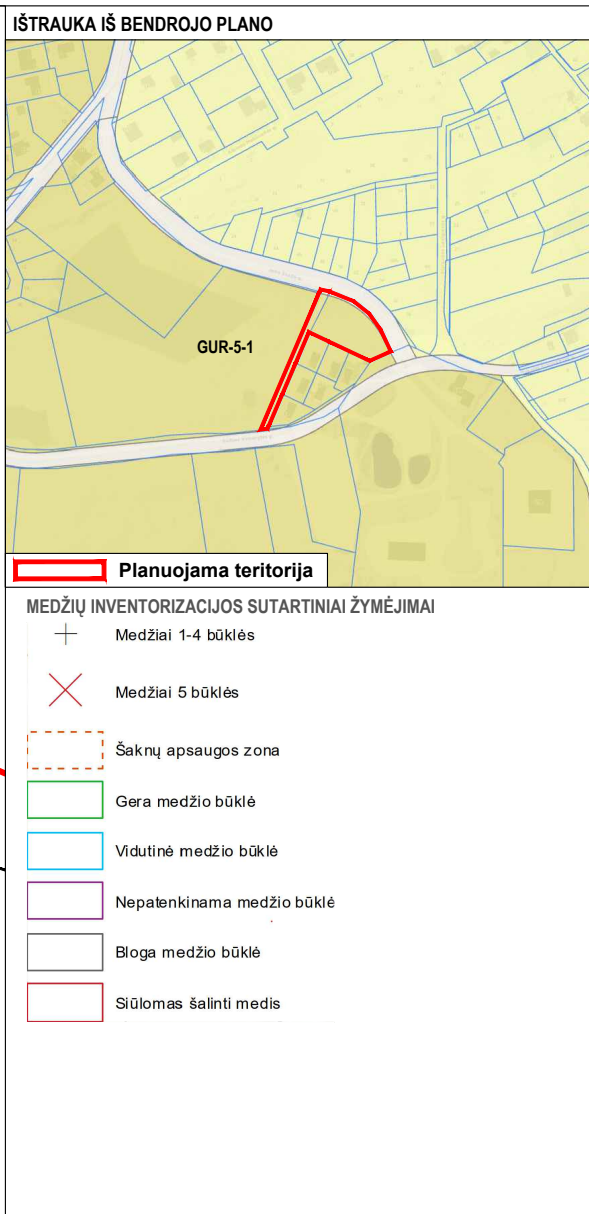 IŠTRAUKA IŠ BENDROJO PLANO
GUR-5-1
Planuojama teritorija
MEDŽIŲ INVENTORIZACIJOS SUTARTINIAI ŽYMĖJIMAI
Medžiai 1-4 būklės
Medžiai 5 būklės
Šaknų apsaugos zona
Gera medžio būklė
Vidutinė medžio būklė
Nepatenkinama medžio būklė
Bloga medžio būklė
Siūlomas šalinti medis